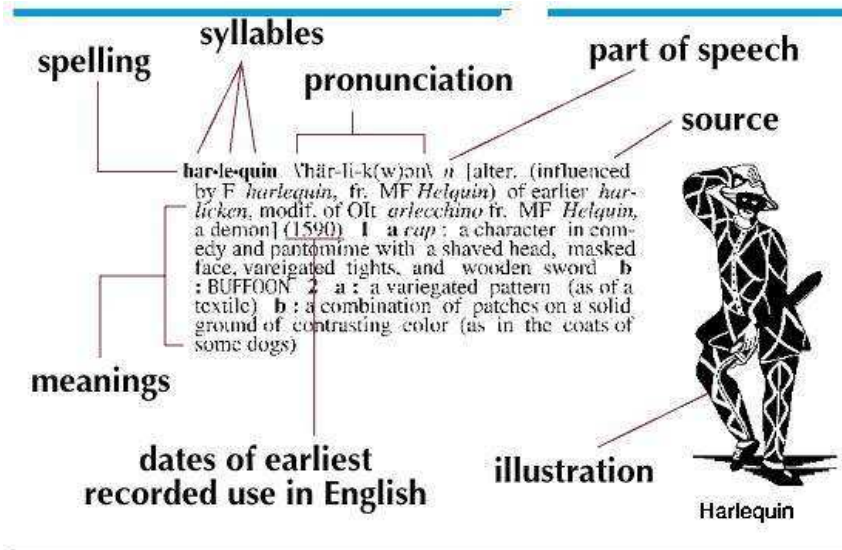 syllables
spelling
part of speech
pronunciation
source
har·le·quin \'här-li-k(w)ən\ n [alter. (influenced
by F harlequin, fr. MF Helquin) of earlier har-
licken, modif. of OIt arlecchino fr. MF Helquin,
a demon] (1590) 1 a cap : a character in com-
edy and pantomime with a shaved head, masked
face, vareigated tights, and wooden sword b
: BUFFOON 2 a : a variegated pattern (as of a
textile) b : a combination of patches on a solid
ground of contrasting color (as in the coats of
some dogs)
meanings
dates of earliest
recorded use in English
illustration
Harlequin